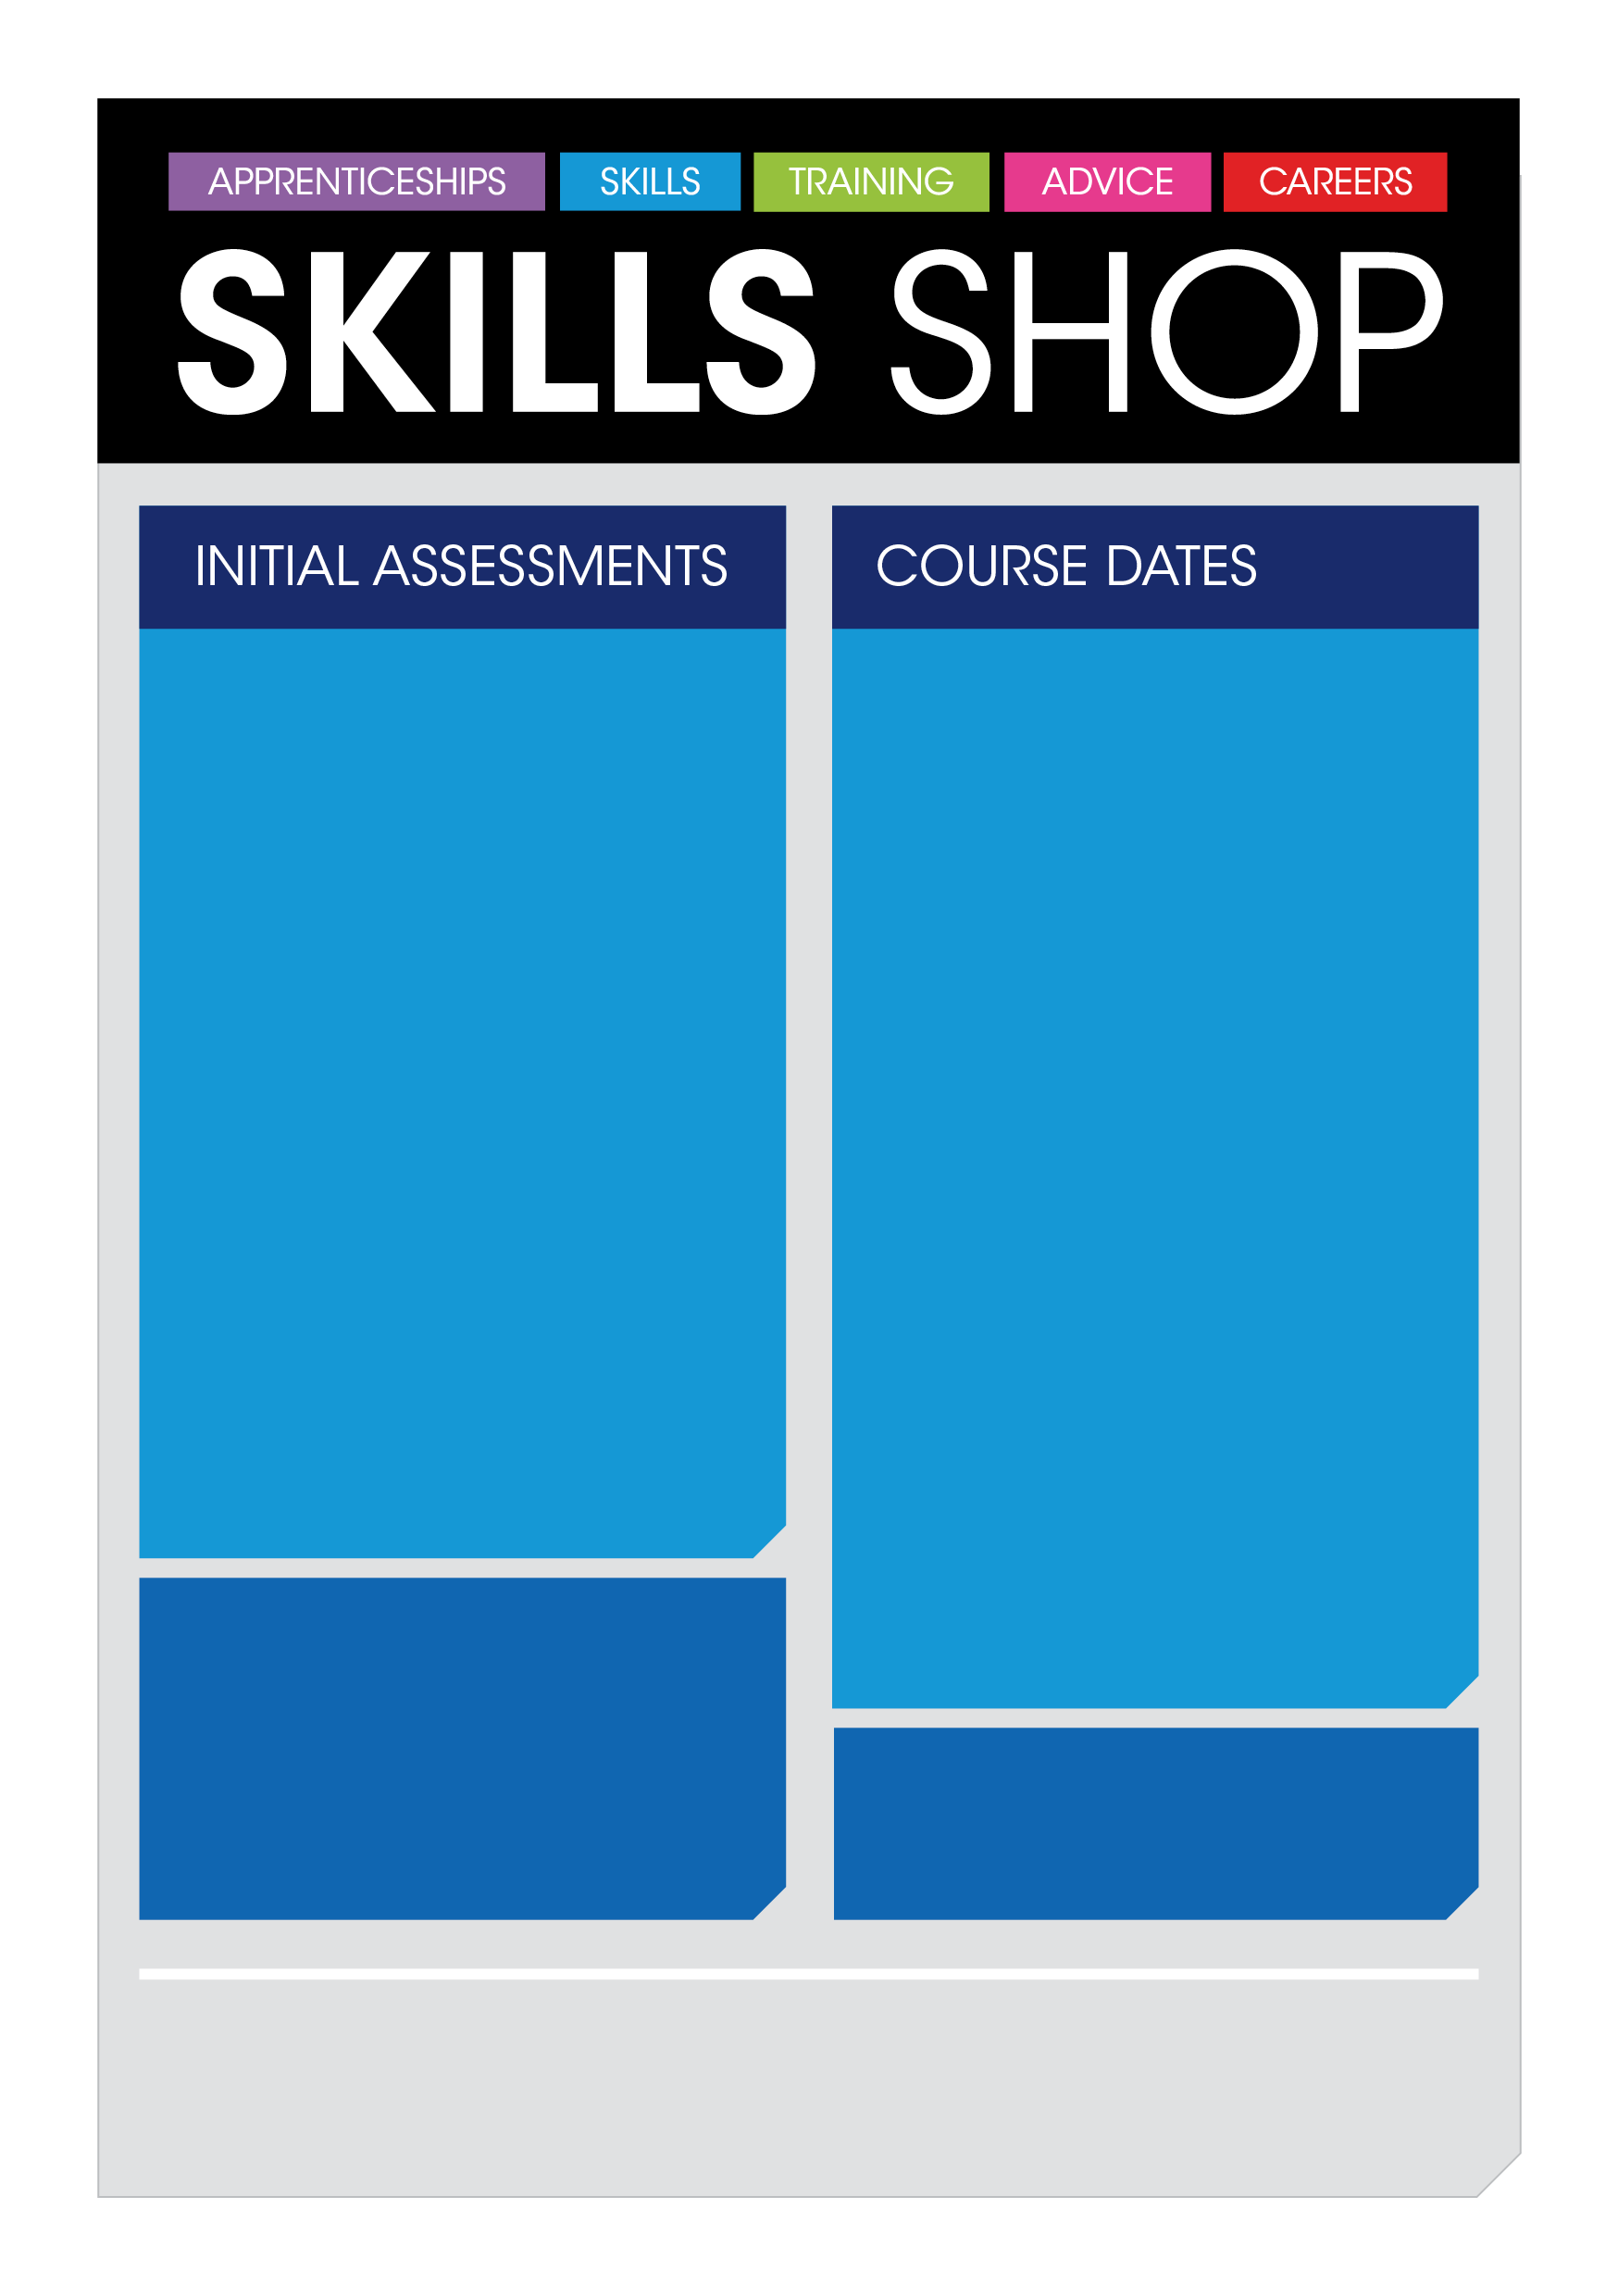 APPRENTICESHIPS SKILLS TRAINING ADVICE CAREERS
SKILLS SHOP
INITIAL ASSESSMENTS
COURSE DATES